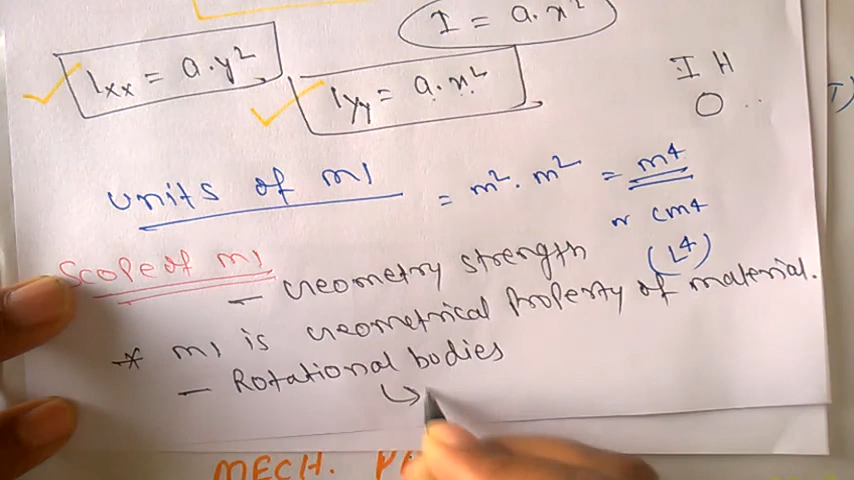 I = a.x²
Ixx = a.y²
Iyy = a.x²
I H
O ..
units of MI = m². m² = m⁴
or cm4
(L⁴)
Scope of MI
- Geometry strength
* MI is Geometrical Property of material.
- Rotational bodies
MECH.